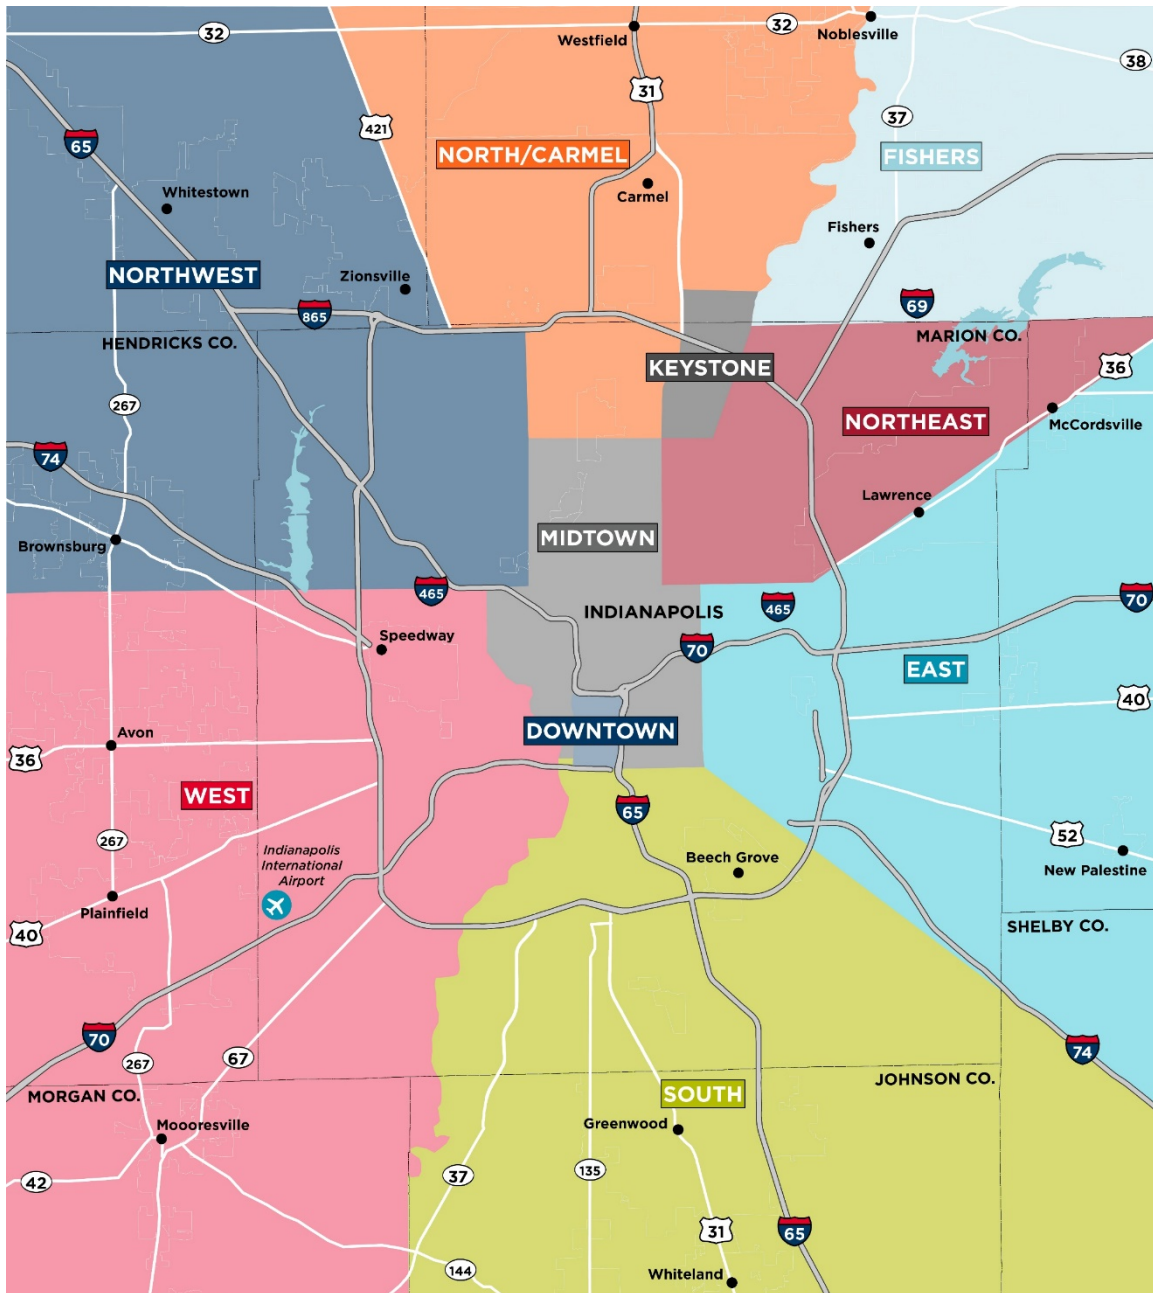 32
Westfield
32
Noblesville
38
31
37
421
65
NORTH/CARMEL
FISHERS
Whitestown
Carmel
Fishers
NORTHWEST
Zionsville
865
69
HENDRICKS CO.
MARION CO.
KEYSTONE
36
267
NORTHEAST
McCordsville
74
Lawrence
Brownsburg
MIDTOWN
465
INDIANAPOLIS
465
70
Speedway
70
EAST
40
DOWNTOWN
Avon
36
WEST
65
267
52
Indianapolis
International
Airport
Beech Grove
New Palestine
Plainfield
40
SHELBY CO.
70
267
67
74
MORGAN CO.
JOHNSON CO.
SOUTH
Moooresville
Greenwood
42
37
135
31
65
144
Whiteland